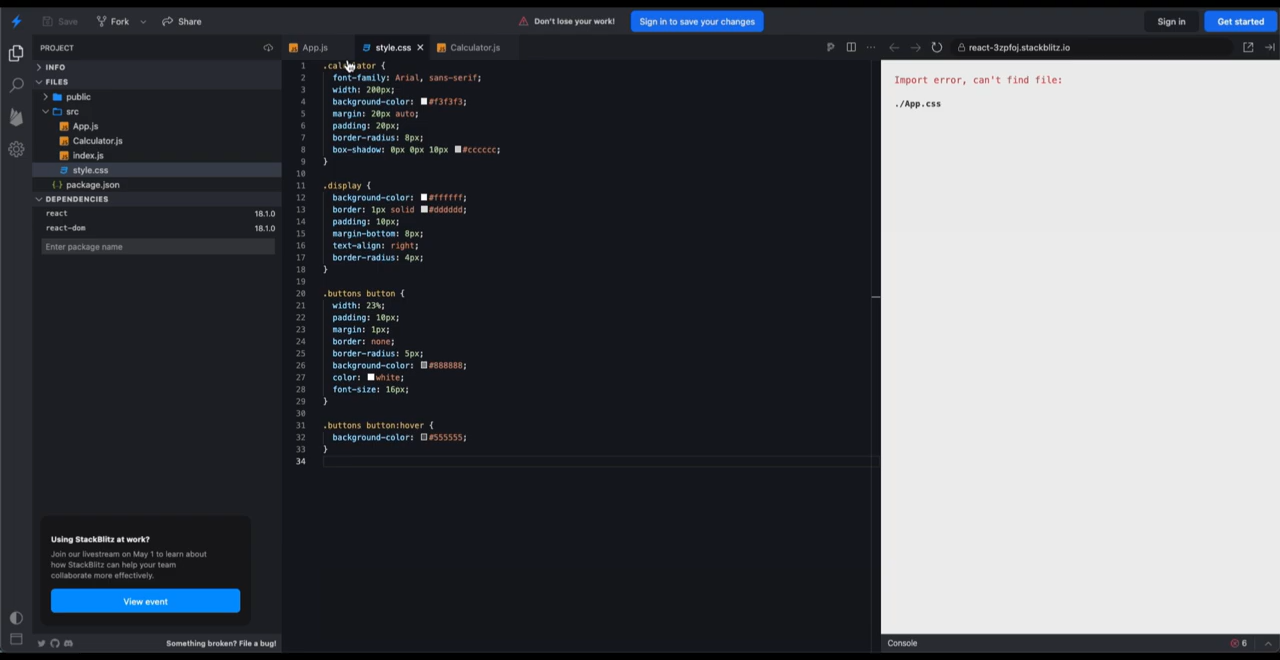 Save
Fork
Share
Don't lose your work!
Sign in to save your changes
Sign in
Get started
PROJECT
App.js
style.css
Calculator.js
react-3zpfoj.stackblitz.io
INFO
FILES
public
src
App.js
Calculator.js
index.js
style.css
{.} package.json
DEPENDENCIES
react 18.1.0
react-dom 18.1.0
Enter package name
1 .calculator {
2 font-family: Arial, sans-serif;
3 width: 200px;
4 background-color: #f3f3f3;
5 margin: 20px auto;
6 padding: 20px;
7 border-radius: 8px;
8 box-shadow: 0px 0px 10px #cccccc;
9 }
10
11 .display {
12 background-color: #ffffff;
13 border: 1px solid #dddddd;
14 padding: 10px;
15 margin-bottom: 8px;
16 text-align: right;
17 border-radius: 4px;
18 }
19
20 .buttons button {
21 width: 23%;
22 padding: 10px;
23 margin: 1px;
24 border: none;
25 border-radius: 5px;
26 background-color: #888888;
27 color: white;
28 font-size: 16px;
29 }
30
31 .buttons button:hover {
32 background-color: #555555;
33 }
34
Import error, can't find file:
./App.css
Using StackBlitz at work?
Join our livestream on May 1 to learn about
how StackBlitz can help your team
collaborate more effectively.
View event
Something broken? File a bug!
Console
6